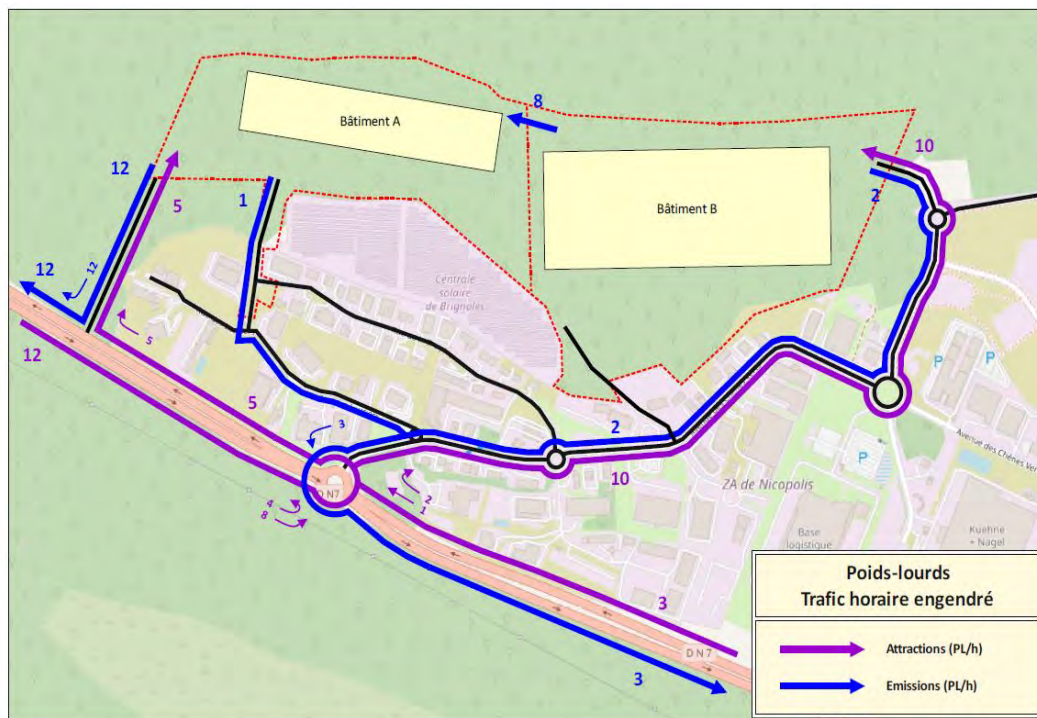 8
Bâtiment A
10
12
5
1
2
Bâtiment B
12
12
Centrale
solaire
de Brignoles
5
12
P
5
3
2
Avenue des Chênes Ver
P
10
ZA de Nicopolis
D N7
4
8
2
1
Base
logistique
Kuehne
+ Nagel
3
D N 7
3
Poids-lourds
Trafic horaire engendré
Attractions (PL/h)
Emissions (PL/h)